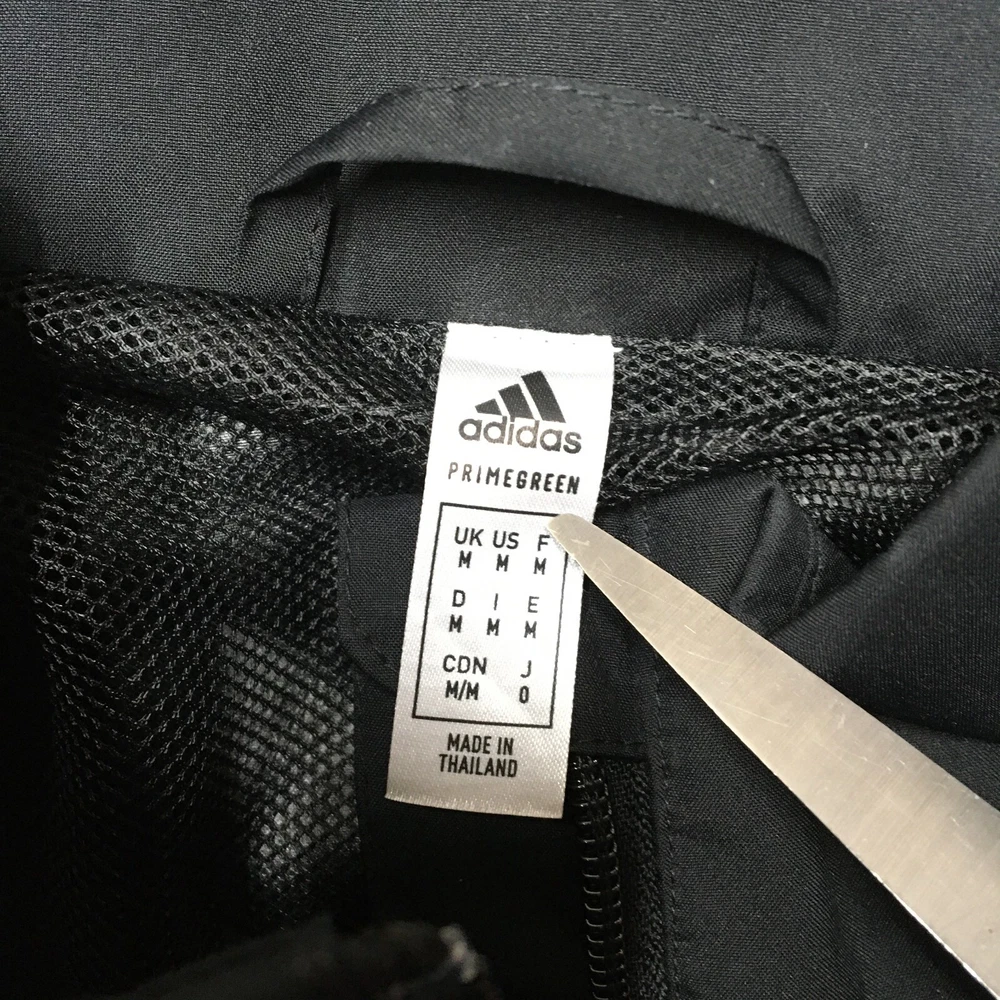 adidas
PRIMEGREEN
UK US F
M M M
D I E
M M M
CDN J
M/M O
MADE IN
THAILAND